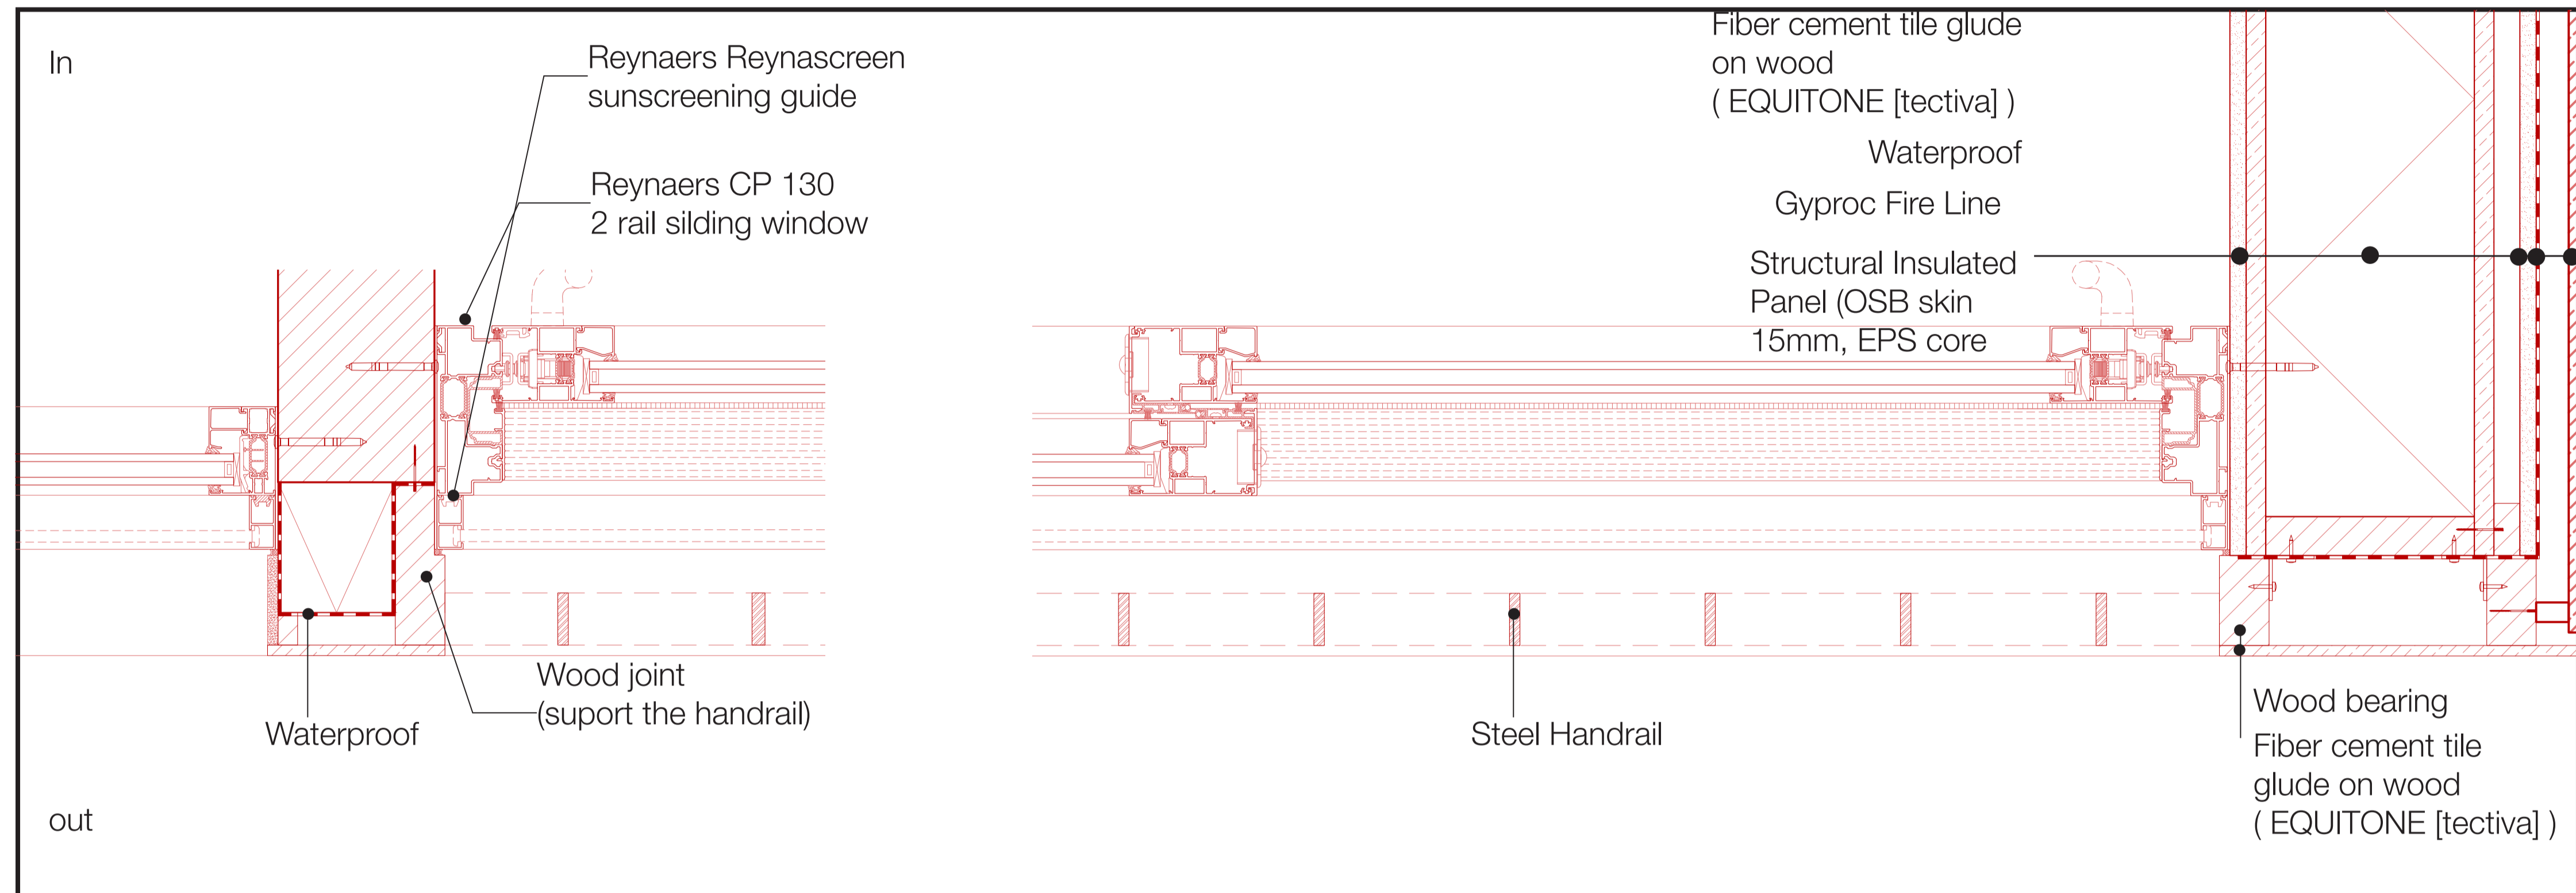 In
Reynaers Reynascreen
sunscreening guide
Reynaers CP 130
2 rail silding window
Fiber cement tile glude
on wood
( EQUITONE [tectiva] )
Waterproof
Gyproc Fire Line
Structural Insulated
Panel (OSB skin
15mm, EPS core
Wood joint
(suport the handrail)
Waterproof
Steel Handrail
Wood bearing
Fiber cement tile
glude on wood
( EQUITONE [tectiva] )
out